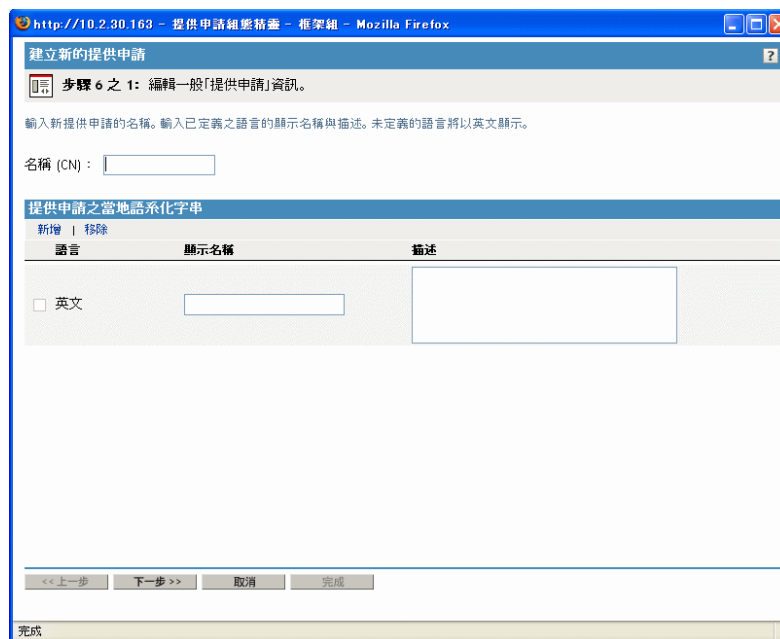 http://10.2.30.163 - 提供申請組態精靈 - 框架組 - Mozilla Firefox
建立新的提供申請
?
步驟 6 之 1: 編輯一般「提供申請」資訊。
輸入新提供申請的名稱。輸入已定義之語言的顯示名稱與描述。未定義的語言將以英文顯示。
名稱 (CN)：
提供申請之當地語系化字串
新增 | 移除
語言 顯示名稱 描述
英文
<< 上一步 下一步 >> 取消 完成
完成